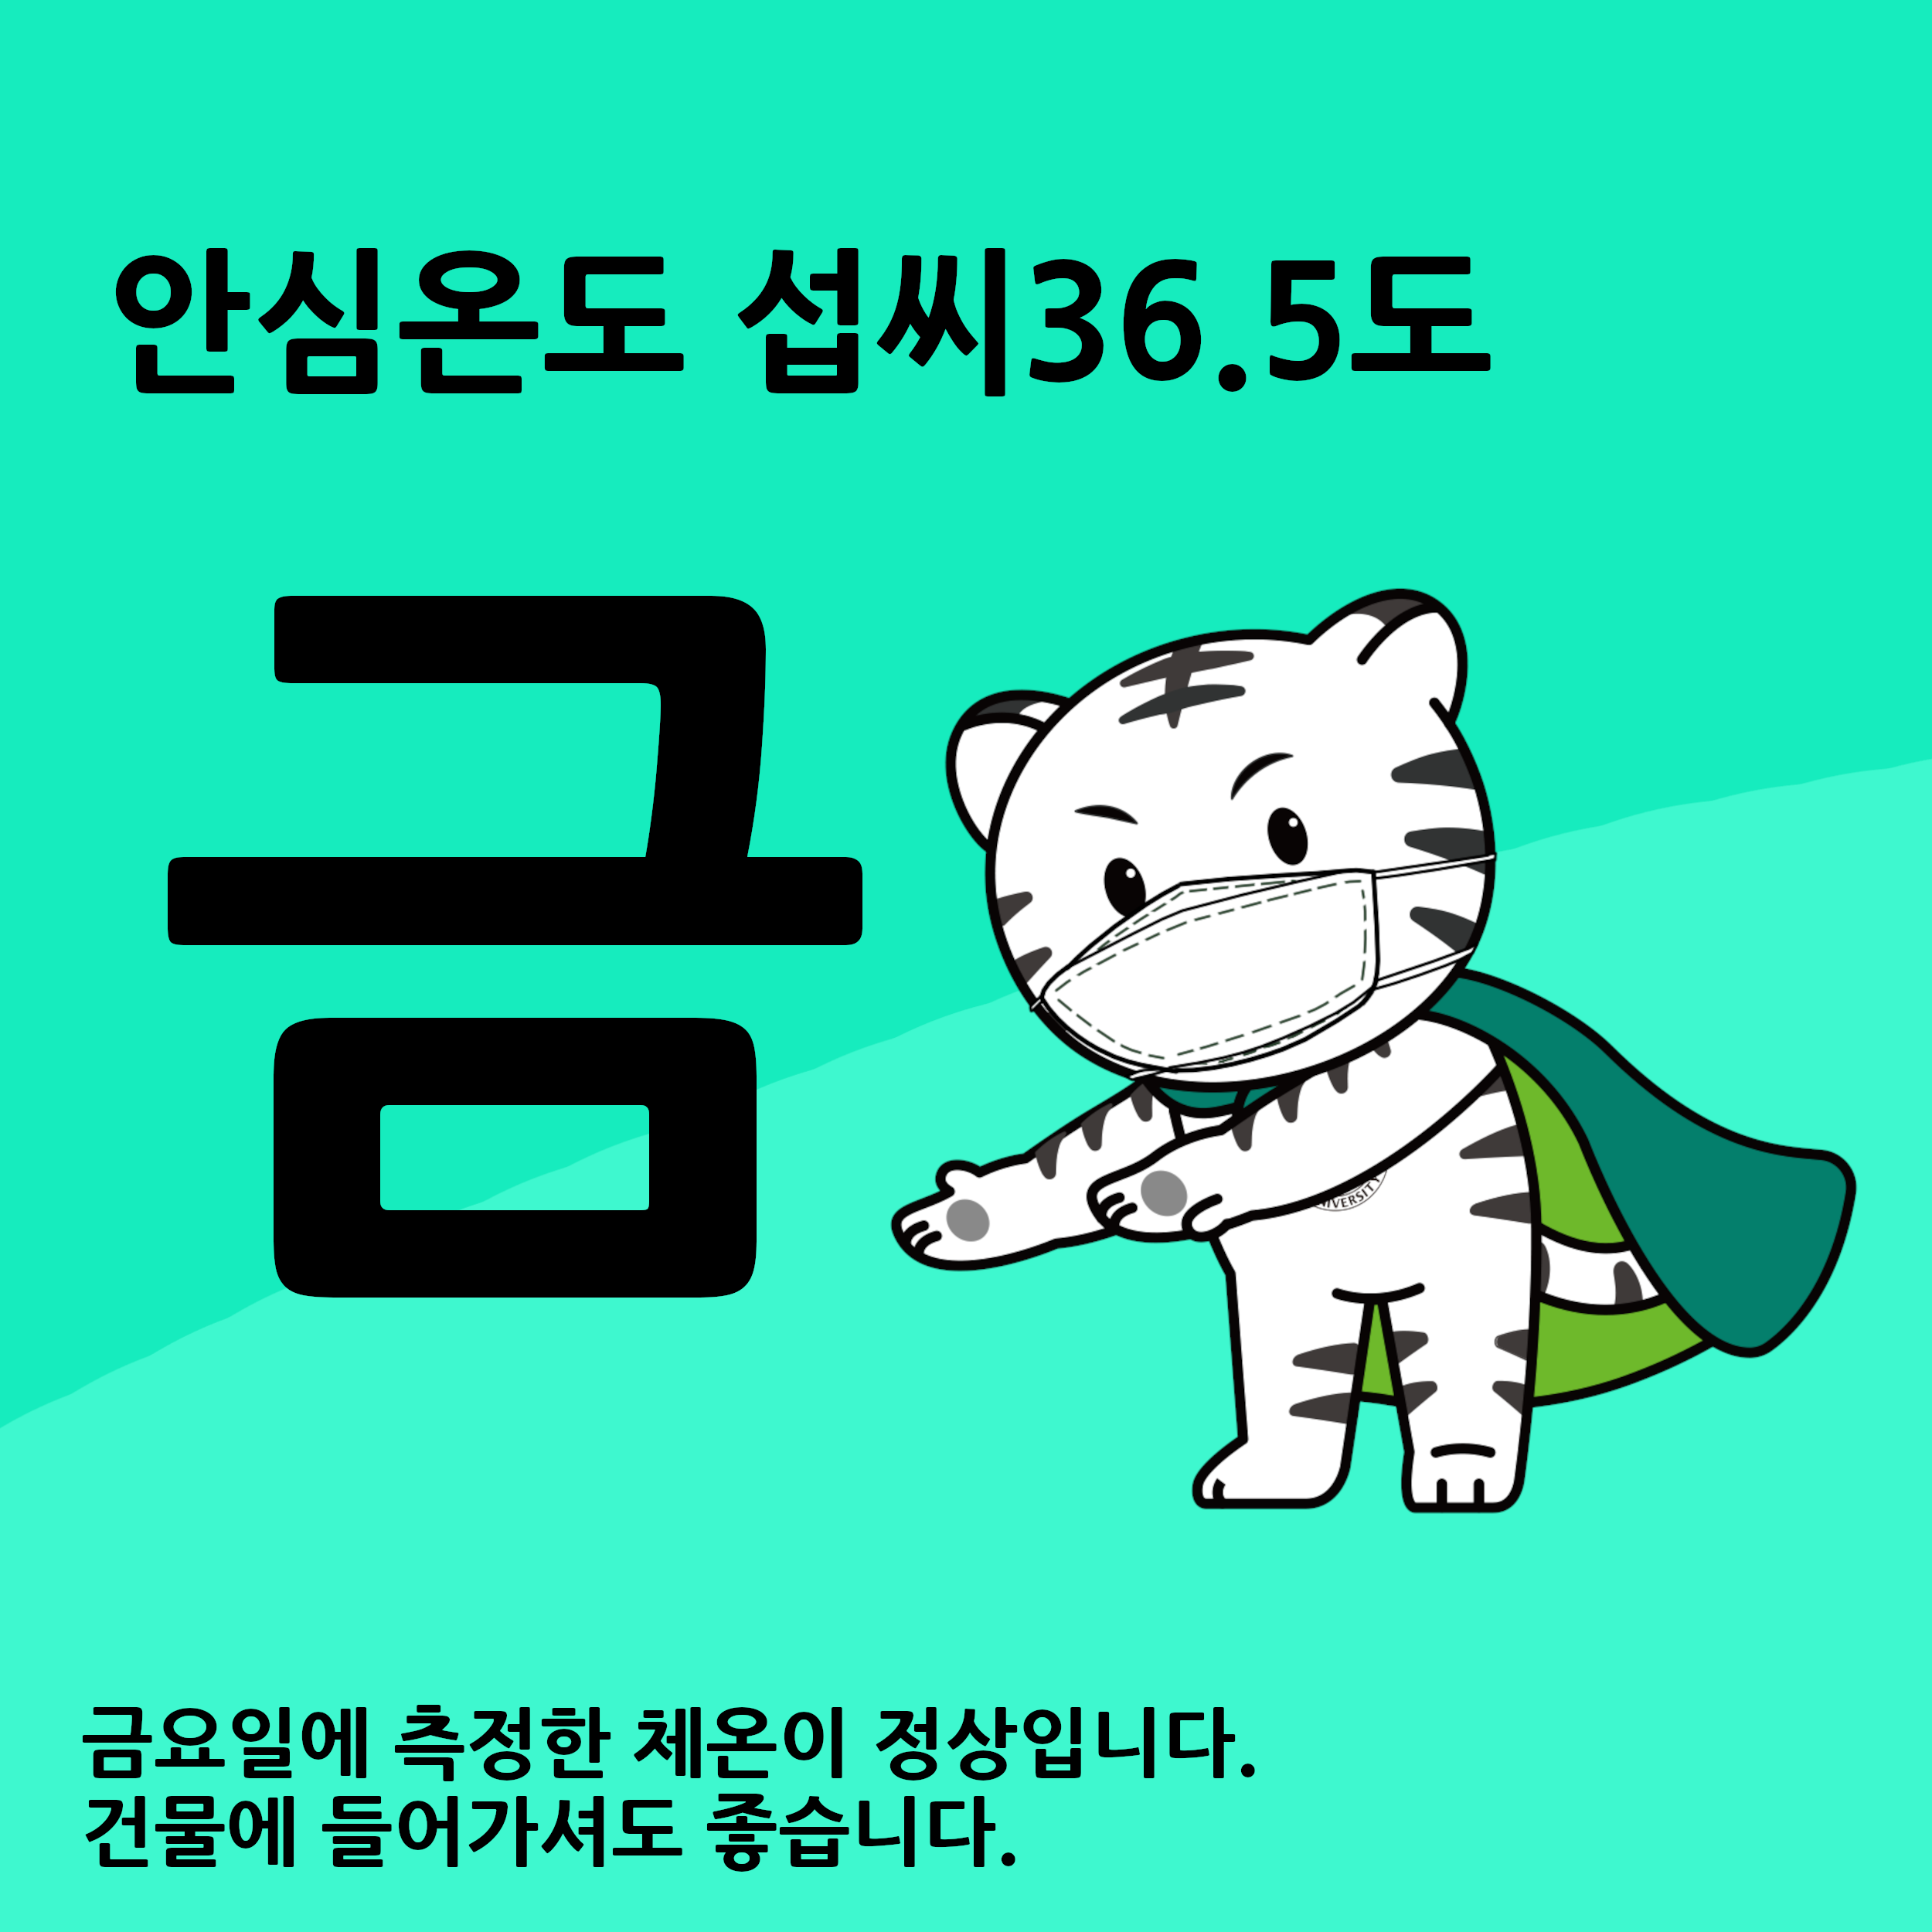 안심온도 섭씨36.5도
금
금요일에 측정한 체온이 정상입니다.
건물에 들어가셔도 좋습니다.